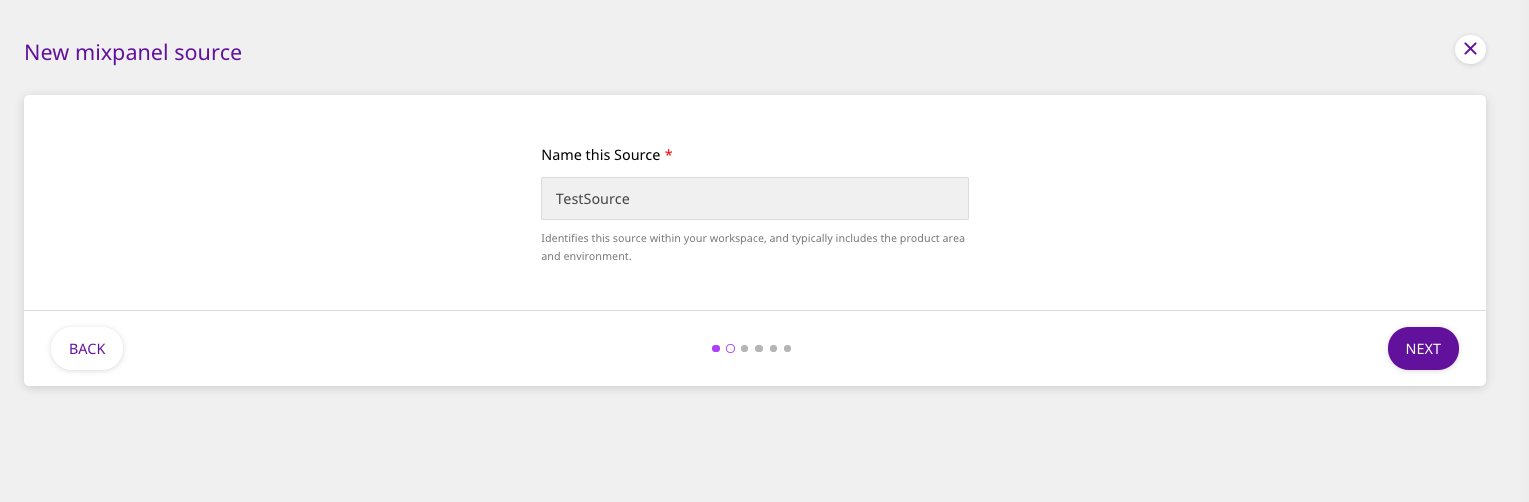 New mixpanel source
Name this Source *
TestSource
Identifies this source within your workspace, and typically includes the product area
and environment.
BACK
NEXT